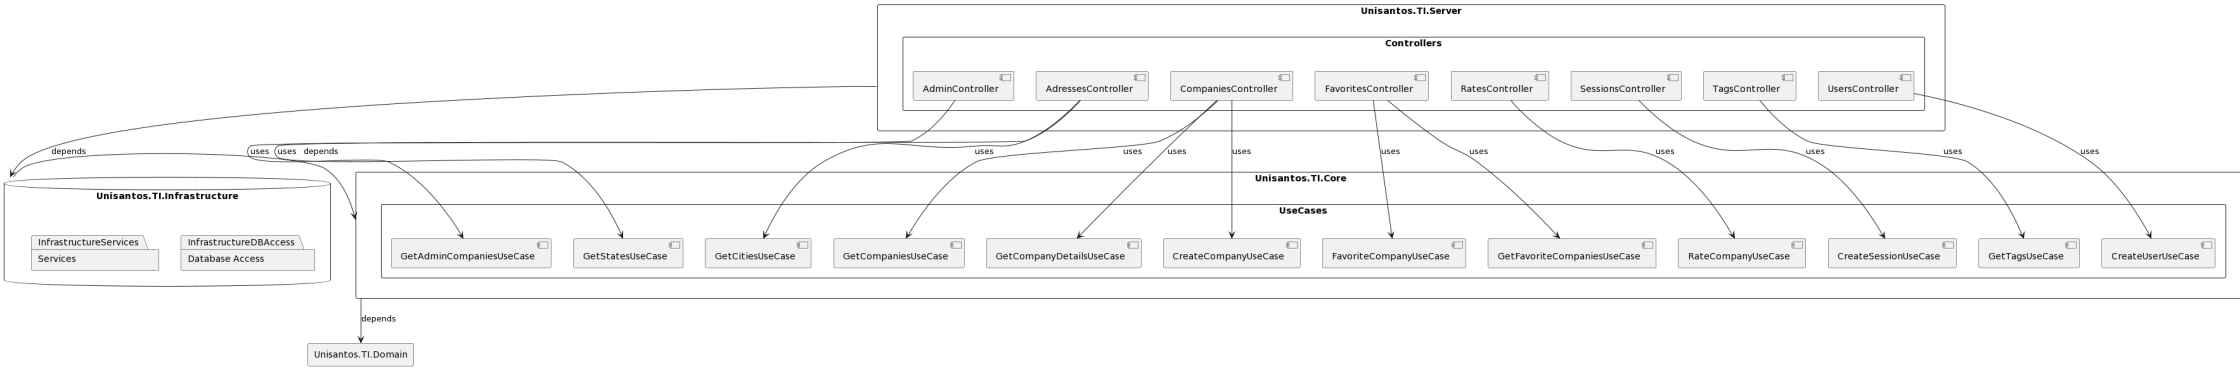 Unisantos.TI.Server
Controllers
AdminController
AdressesController
CompaniesController
FavoritesController
RatesController
SessionsController
TagsController
UsersController
depends
uses
uses
depends
uses
uses
uses
uses
uses
uses
uses
uses
uses
uses
Unisantos.TI.Core
Unisantos.TI.Infrastructure
UseCases
InfrastructureServices
Services
InfrastructureDBAccess
Database Access
GetAdminCompaniesUseCase
GetStatesUseCase
GetCitiesUseCase
GetCompaniesUseCase
GetCompanyDetailsUseCase
CreateCompanyUseCase
FavoriteCompanyUseCase
GetFavoriteCompaniesUseCase
RateCompanyUseCase
CreateSessionUseCase
GetTagsUseCase
CreateUserUseCase
depends
Unisantos.TI.Domain